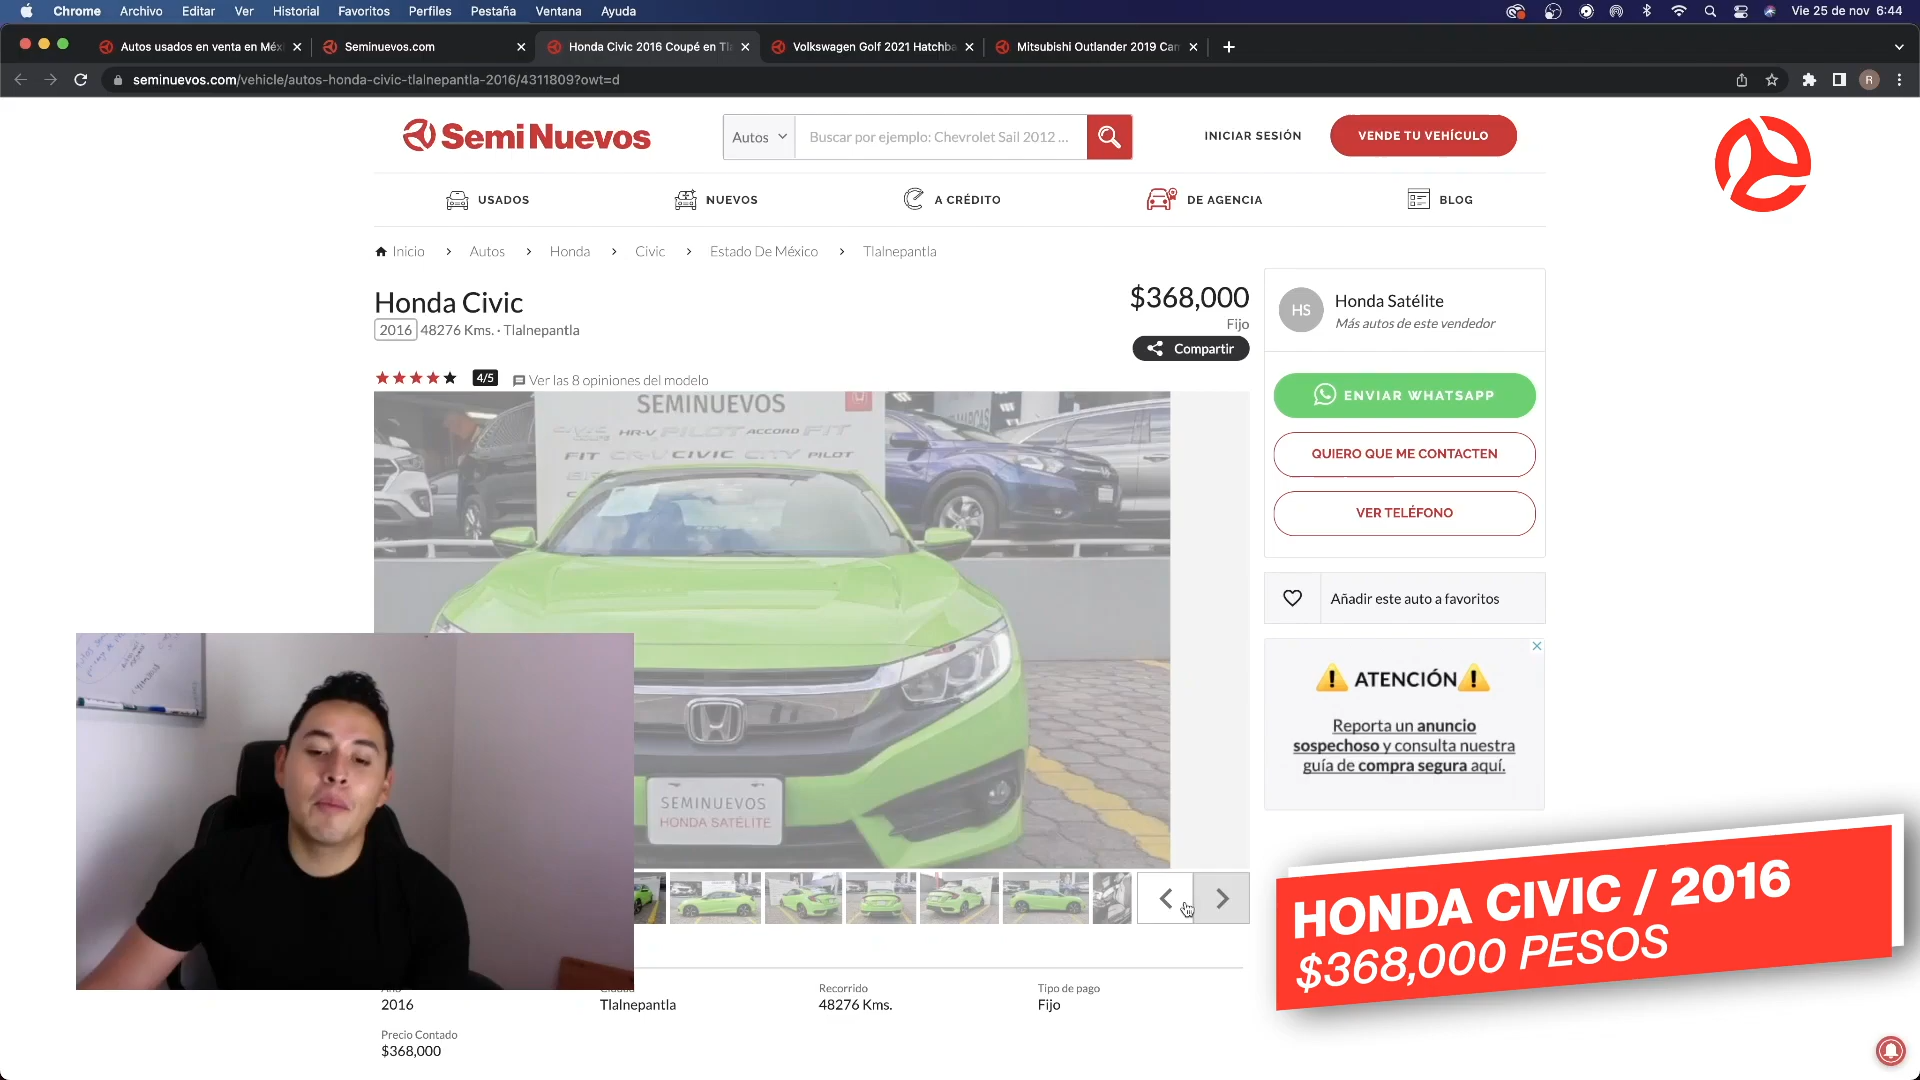 Chrome Archivo Editar Ver Historial Favoritos Perfiles Pestaña Ventana Ayuda Vie 25 de nov 6:44
Autos usados en venta en Méxi Seminuevos.com Honda Civic 2016 Coupé en Tla Volkswagen Golf 2021 Hatchba Mitsubishi Outlander 2019 Cam
seminuevos.com/vehicle/autos-honda-civic-tlalnepantla-2016/4311809?owt=d R
SemiNuevos Autos Buscar por ejemplo: Chevrolet Sail 2012 ... INICIAR SESIÓN VENDE TU VEHÍCULO
USADOS NUEVOS A CRÉDITO DE AGENCIA BLOG
Inicio > Autos > Honda > Civic > Estado De México > Tlalnepantla
Honda Civic
2016 48276 Kms. · Tlalnepantla
$368,000
Fijo
Compartir
4/5 Ver las 8 opiniones del modelo
HS Honda Satélite
Más autos de este vendedor
ENVIAR WHATSAPP
QUIERO QUE ME CONTACTEN
VER TELÉFONO
Añadir este auto a favoritos
ATENCIÓN
Reporta un anuncio
sospechoso y consulta nuestra
guía de compra segura aquí.
SEMINUEVOS
HR-V PILOT ACCORD FIT
FIT CR-V CIVIC CITY PILOT
SEMINUEVOS
HONDA SATÉLITE
HONDA CIVIC / 2016
$368,000 PESOS
2016
Tlalnepantla
Recorrido
48276 Kms.
Tipo de pago
Fijo
Precio Contado
$368,000